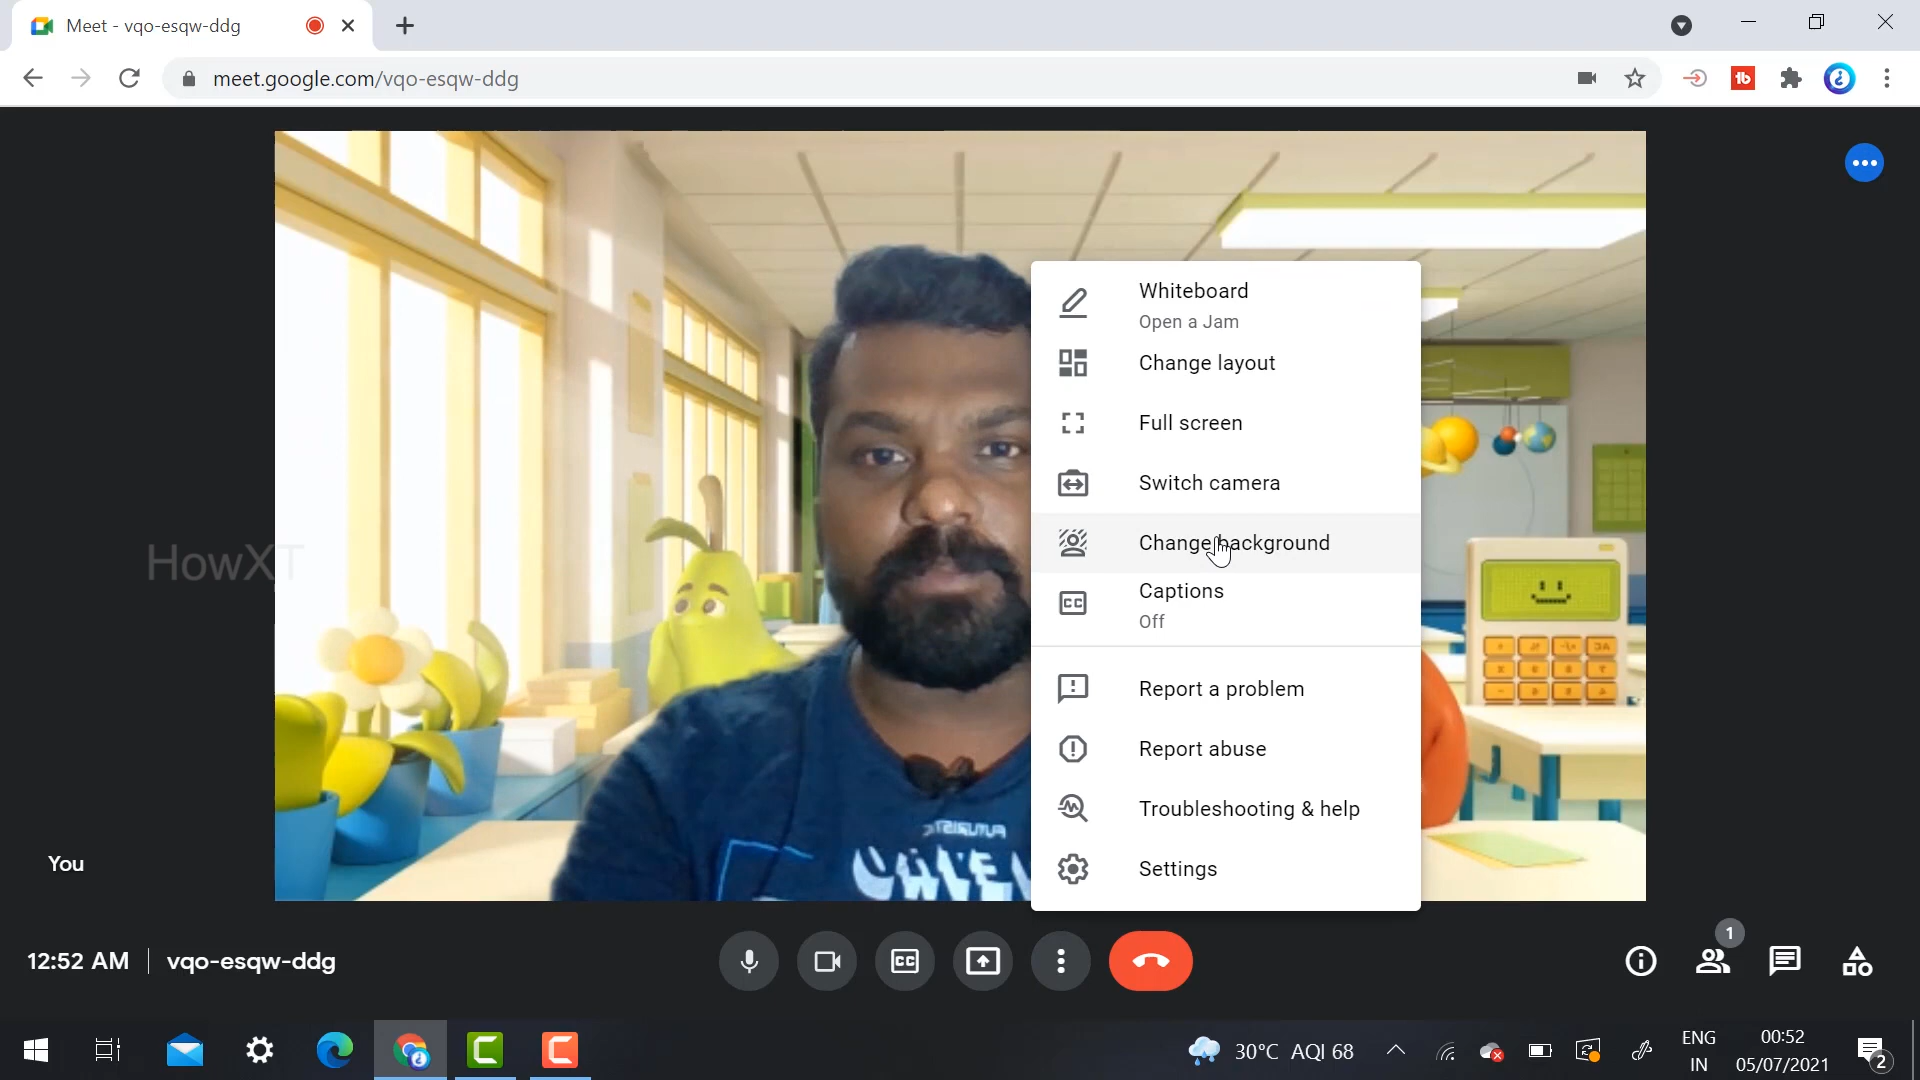 Meet - vqo-esqw-ddg
meet.google.com/vqo-esqw-ddg
Whiteboard
Open a Jam
Change layout
Full screen
Switch camera
Change background
Captions
Off
Report a problem
Report abuse
Troubleshooting & help
Settings
HowXT
You
12:52 AM
vqo-esqw-ddg
1
30°C AQI 68
ENG
IN
00:52
05/07/2021
2